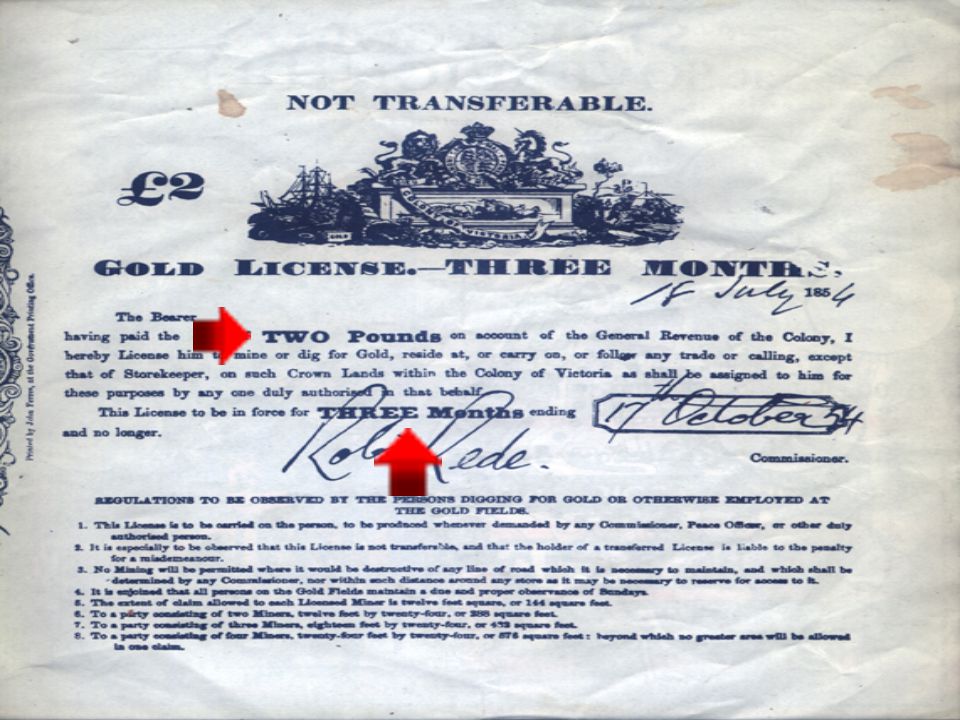 NOT TRANSFERABLE.
£2
COLONY OF VICTORIA
GOLD
GOLD LICENSE.—THREE MONTHS,
18 July 1854
The Bearer
having paid the TWO Pounds on account of the General Revenue of the Colony, I
hereby License him to mine or dig for Gold, reside at, or carry on, or follow any trade or calling, except
that of Storekeeper, on such Crown Lands within the Colony of Victoria as shall be assigned to him for
these purposes by any one duly authorised in that behalf.
This License to be in force for THREE Months ending 17th October 54
and no longer.
Rede.
Commissioner.
REGULATIONS TO BE OBSERVED BY THE PERSONS DIGGING FOR GOLD OR OTHERWISE EMPLOYED AT
THE GOLD FIELDS.
1. This License is to be carried on the person, to be produced whenever demanded by any Commissioner, Peace Officer, or other duly
authorised person.
2. It is especially to be observed that this License is not transferable, and that the holder of a transferred License is liable to the penalty
for a misdemeanour.
3. No Mining will be permitted where it would be destructive of any line of road which it is necessary to maintain, and which shall be
determined by any Commissioner, nor within such distance around any store as it may be necessary to reserve for access to it.
4. It is enjoined that all persons on the Gold Fields maintain a due and proper observance of Sundays.
5. The extent of claim allowed to each Licensed Miner is twelve feet square, or 144 square feet.
6. To a party consisting of two Miners, twelve feet by twenty-four, or 288 square feet.
7. To a party consisting of three Miners, eighteen feet by twenty-four, or 432 square feet.
8. To a party consisting of four Miners, twenty-four feet by twenty-four, or 576 square feet: beyond which no greater area will be allowed
in one claim.
Printed by John Ferres, at the Government Printing Office.